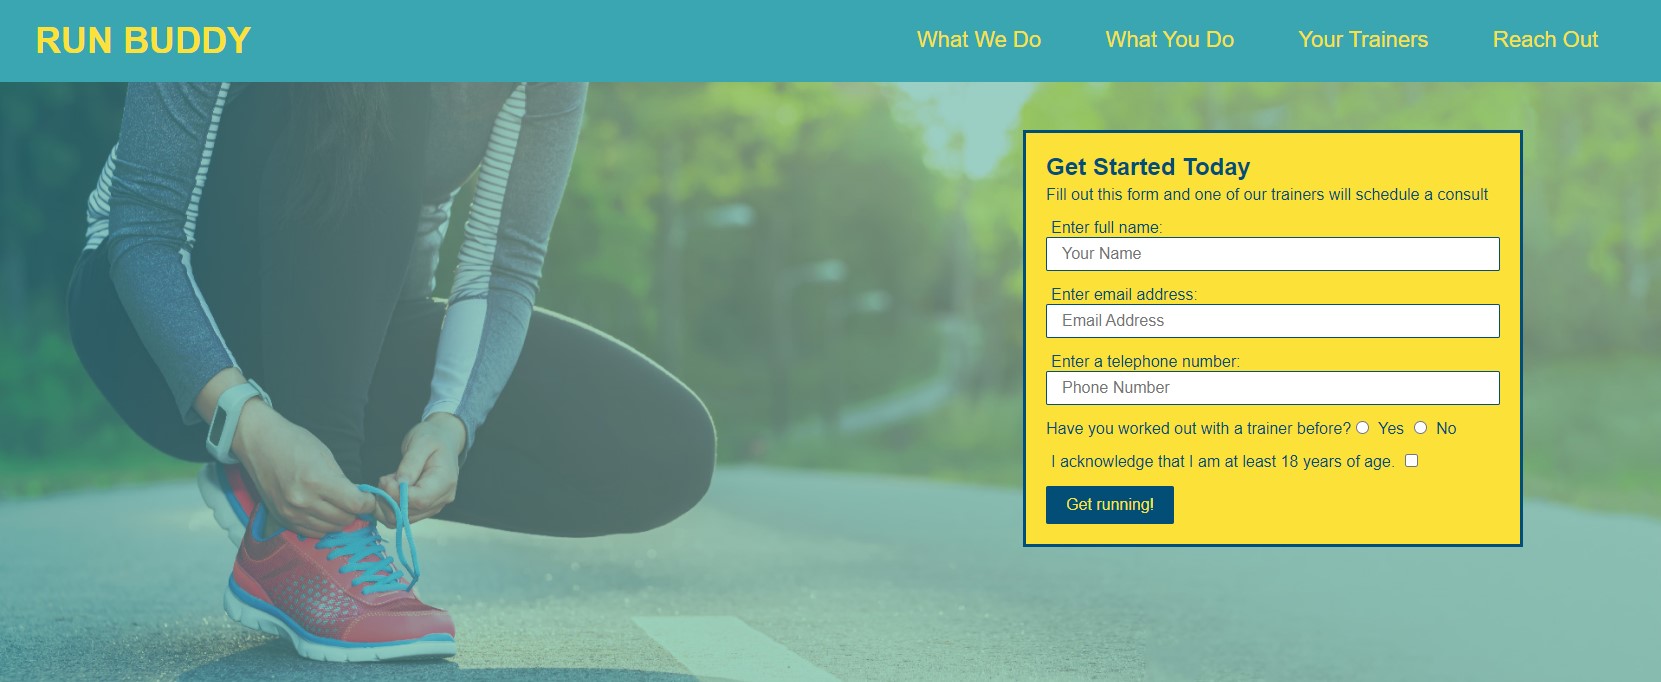 RUN BUDDY
What We Do
What You Do
Your Trainers
Reach Out
Get Started Today
Fill out this form and one of our trainers will schedule a consult
Enter full name:
Your Name
Enter email address:
Email Address
Enter a telephone number:
Phone Number
Have you worked out with a trainer before? Yes No
I acknowledge that I am at least 18 years of age.
Get running!